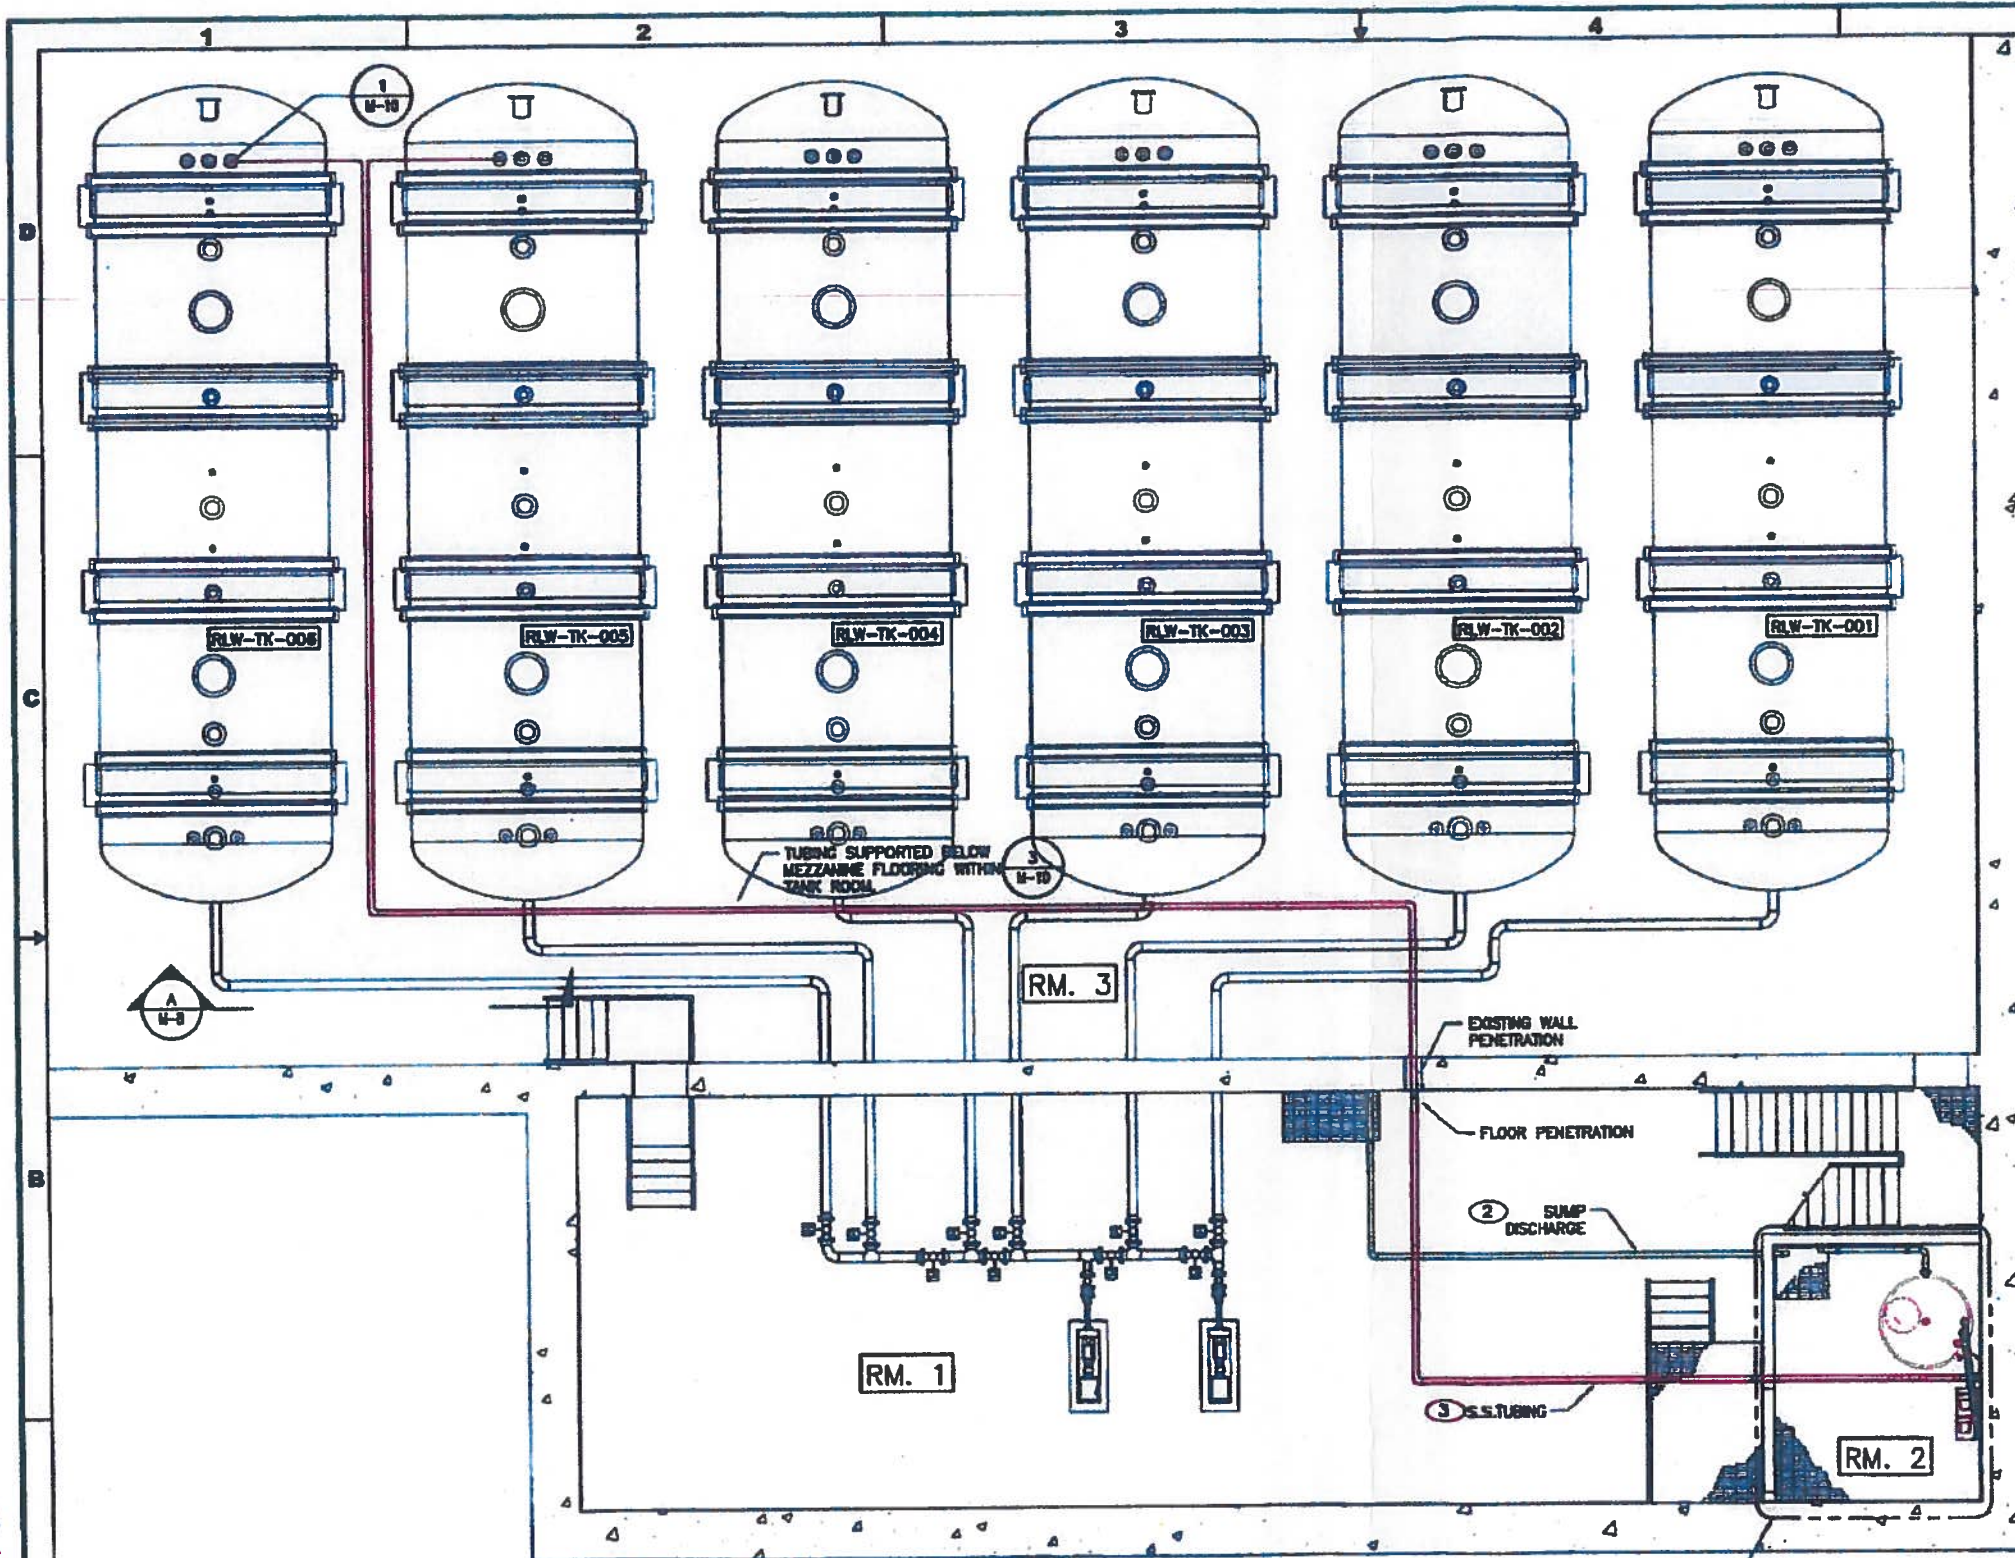 1 2 3 4
1
M-10
D
RLW-TK-006 RLW-TK-005 RLW-TK-004 RLW-TK-003 RLW-TK-002 RLW-TK-001
C
TUBING SUPPORTED BELOW
MEZZANINE FLOORING WITHIN
TANK ROOM.
3
M-10
A
M-8
RM. 3
EXISTING WALL
PENETRATION
FLOOR PENETRATION
B
2 SUMP
DISCHARGE
RM. 1
3 S.S.TUBING
RM. 2